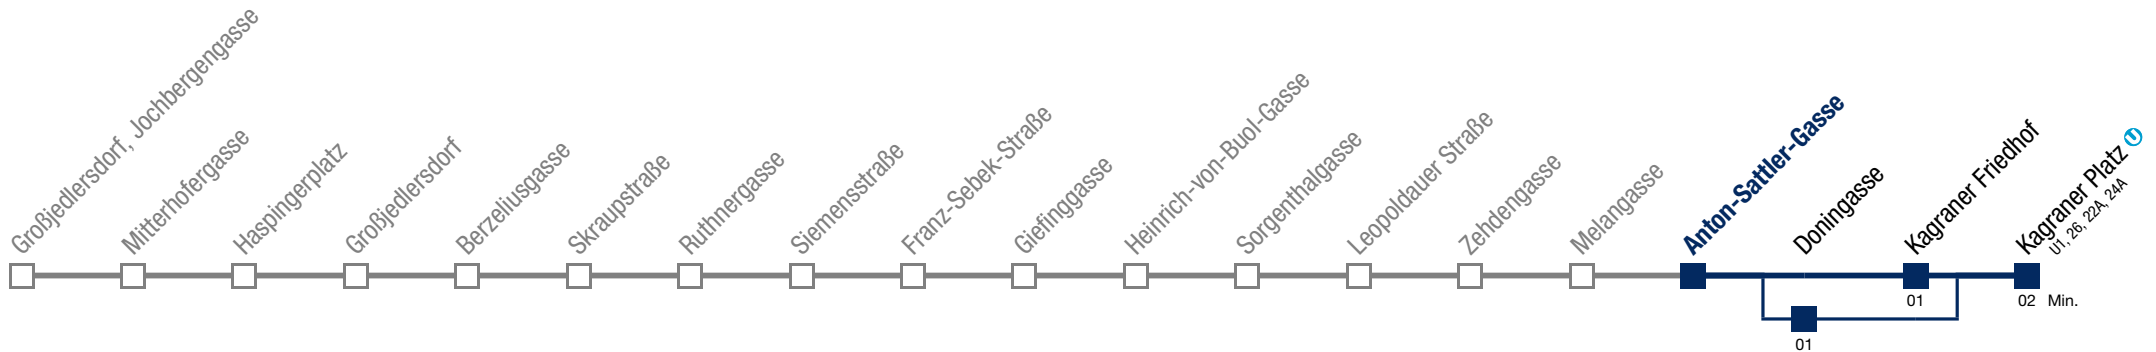 Großjedlersdorf, Jochbergengasse
Mitterhofergasse
Haspingerplatz
Großjedlersdorf
Berzeliusgasse
Skraupstraße
Ruthnergasse
Siemensstraße
Franz-Sebek-Straße
Giefinggasse
Heinrich-von-Buol-Gasse
Sorgenthalgasse
Leopoldauer Straße
Zehdengasse
Melangasse
Anton-Sattler-Gasse
Doningasse
Kagraner Friedhof
Kagraner Platz U
U1, 26, 22A, 24A
01
02 Min.
01